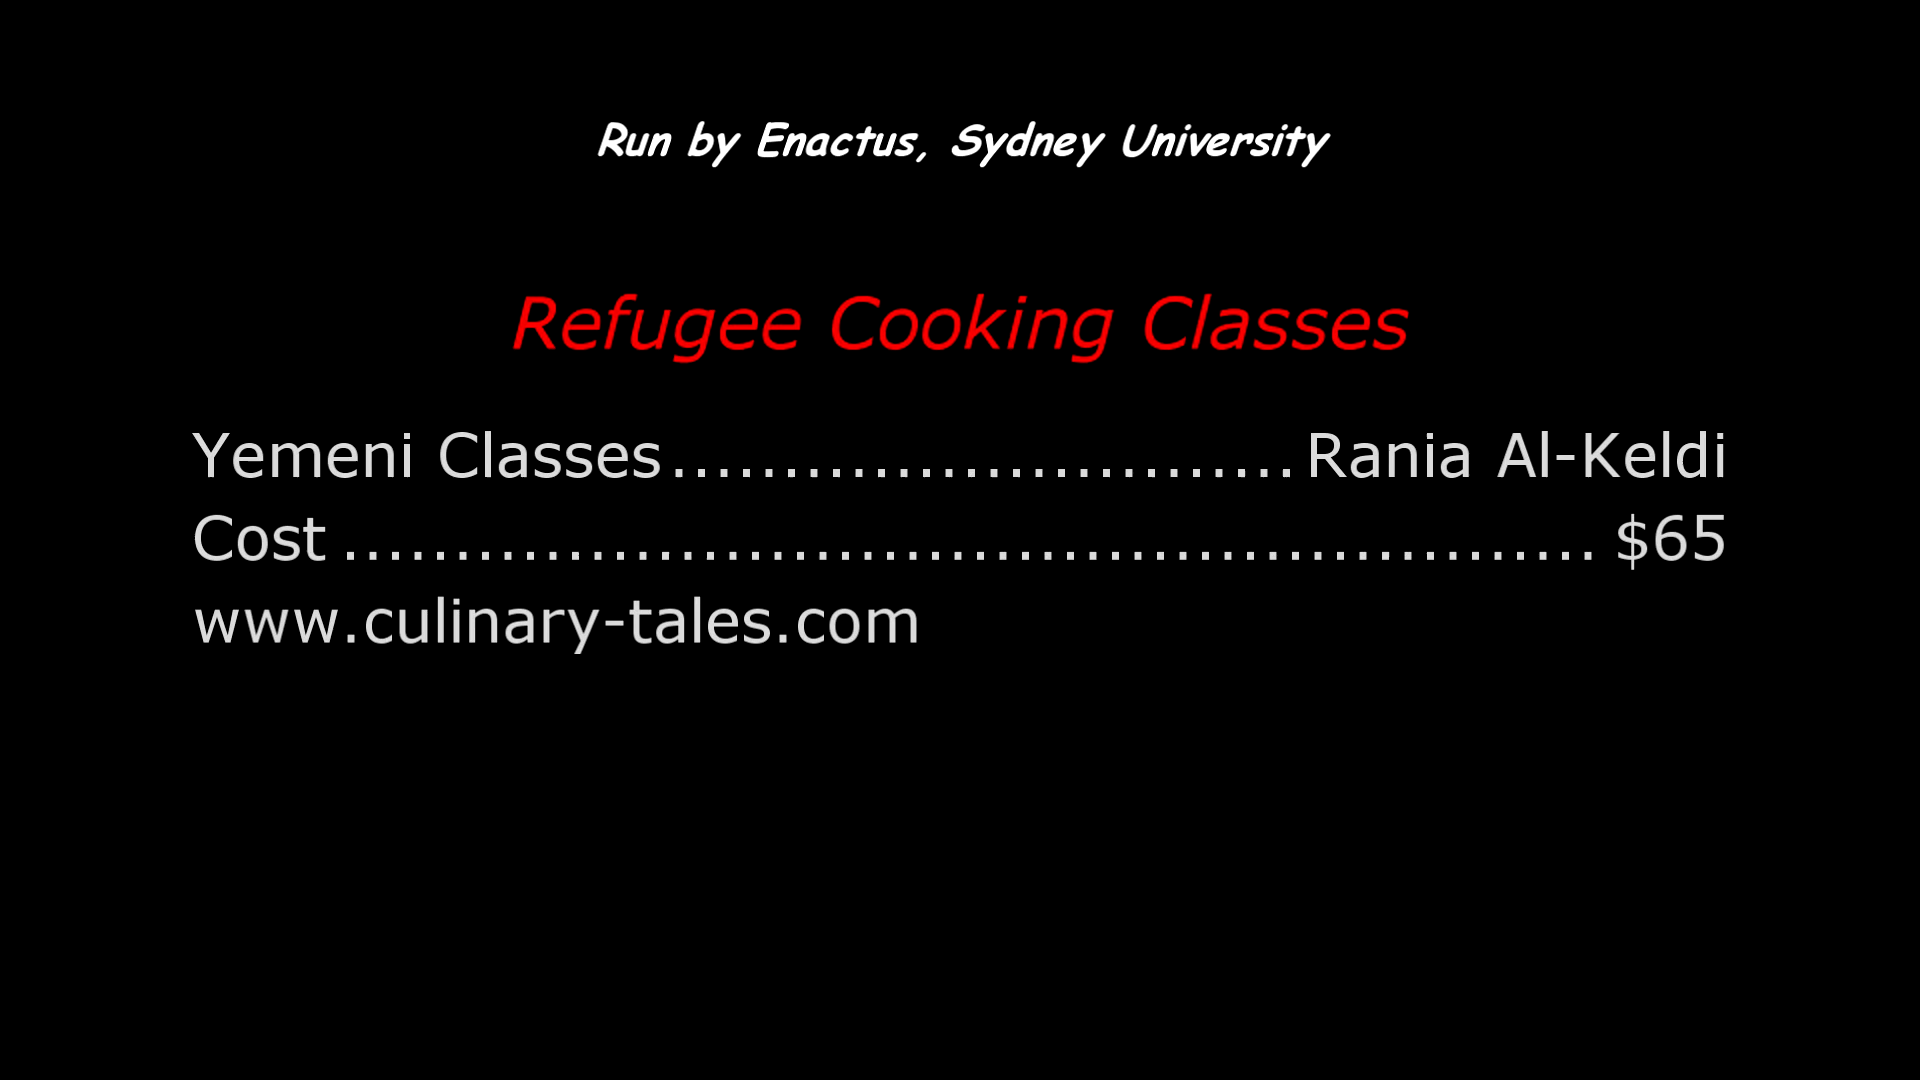 Run by Enactus, Sydney University
Refugee Cooking Classes
Yemeni Classes............................Rania Al-Keldi
Cost ........................................................ $65
www.culinary-tales.com